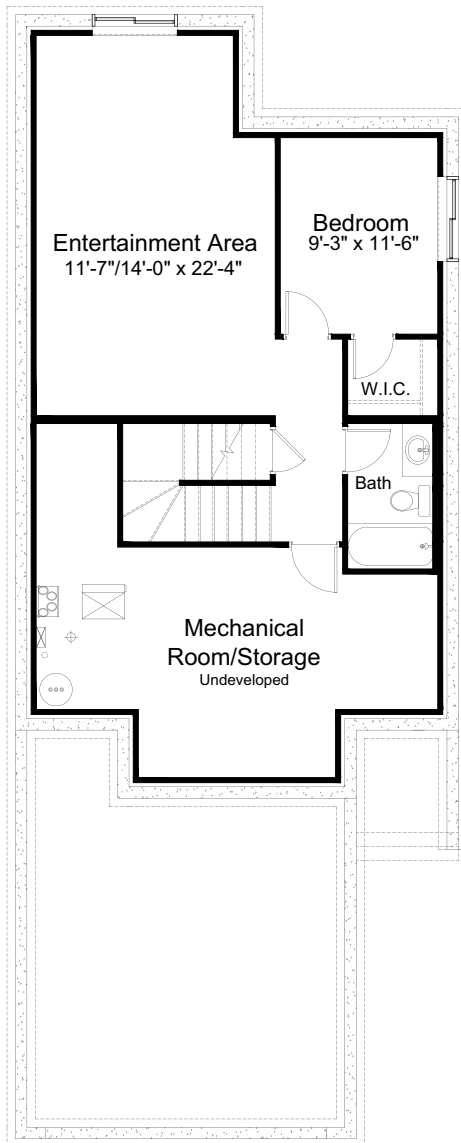 Entertainment Area
11'-7"/14'-0" x 22'-4"
Bedroom
9'-3" x 11'-6"
W.I.C.
Bath
Mechanical
Room/Storage
Undeveloped